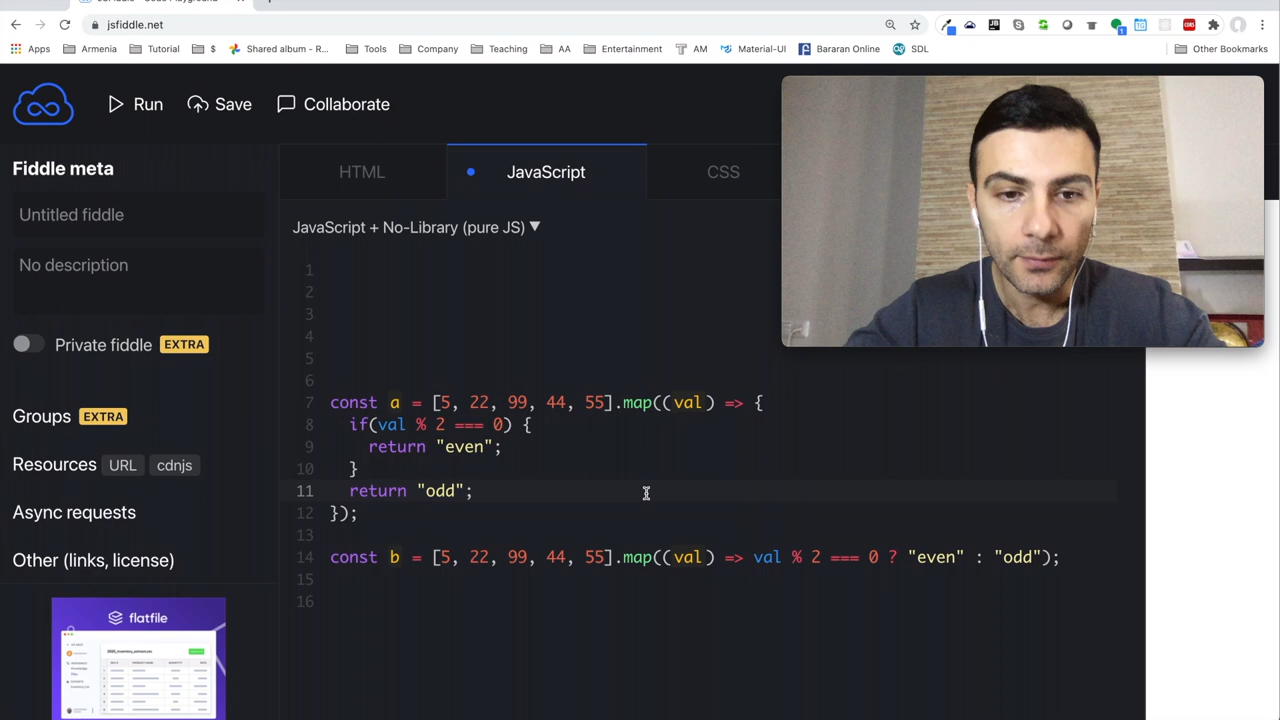 jsfiddle.net
Apps Armenia Tutorial $ Shared album - R... Tools Company Teaching AA Entertainment AM Material-UI Bararan Online SDL Other Bookmarks
Run Save Collaborate
Fiddle meta
HTML JavaScript CSS
Untitled fiddle
JavaScript + No-Library (pure JS) ▼
No description
Private fiddle EXTRA
Groups EXTRA
Resources URL cdnjs
Async requests
Other (links, license)
flatfile
1
2
3
4
5
6
7 const a = [5, 22, 99, 44, 55].map((val) => {
8 if(val % 2 === 0) {
9 return "even";
10 }
11 return "odd";
12 });
13
14 const b = [5, 22, 99, 44, 55].map((val) => val % 2 === 0 ? "even" : "odd");
15
16